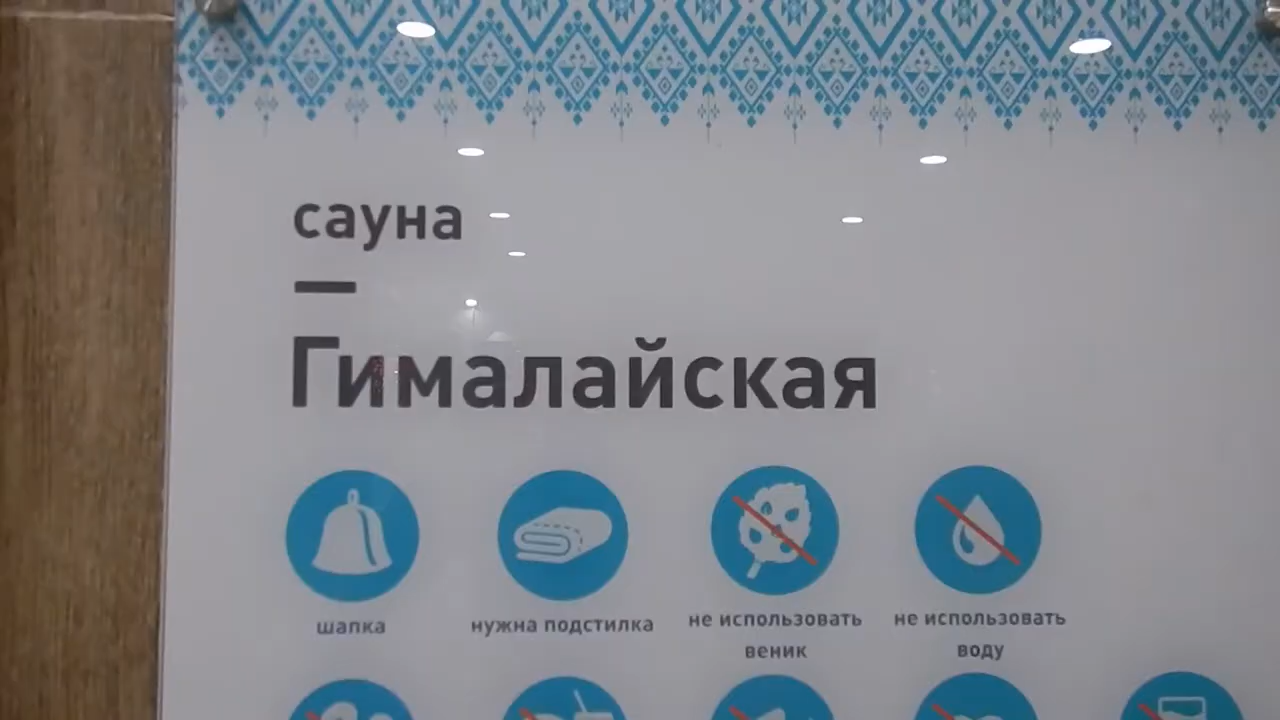 сауна
Гималайская
шапка
нужна подстилка
не использовать
веник
не использовать
воду